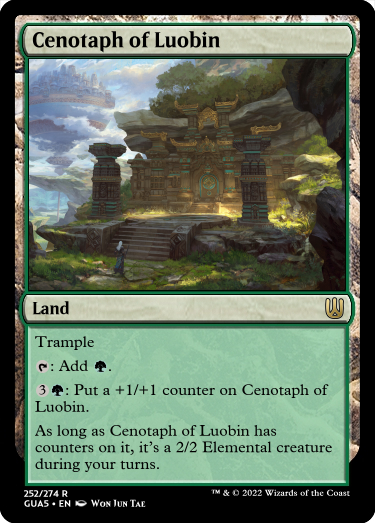 Cenotaph of Luobin
Land
Trample
: Add .
3 : Put a +1/+1 counter on Cenotaph of
Luobin.
As long as Cenotaph of Luobin has
counters on it, it's a 2/2 Elemental creature
during your turns.
252/274 R
GUA5 • EN Won Jun Tae
™ & © 2022 Wizards of the Coast